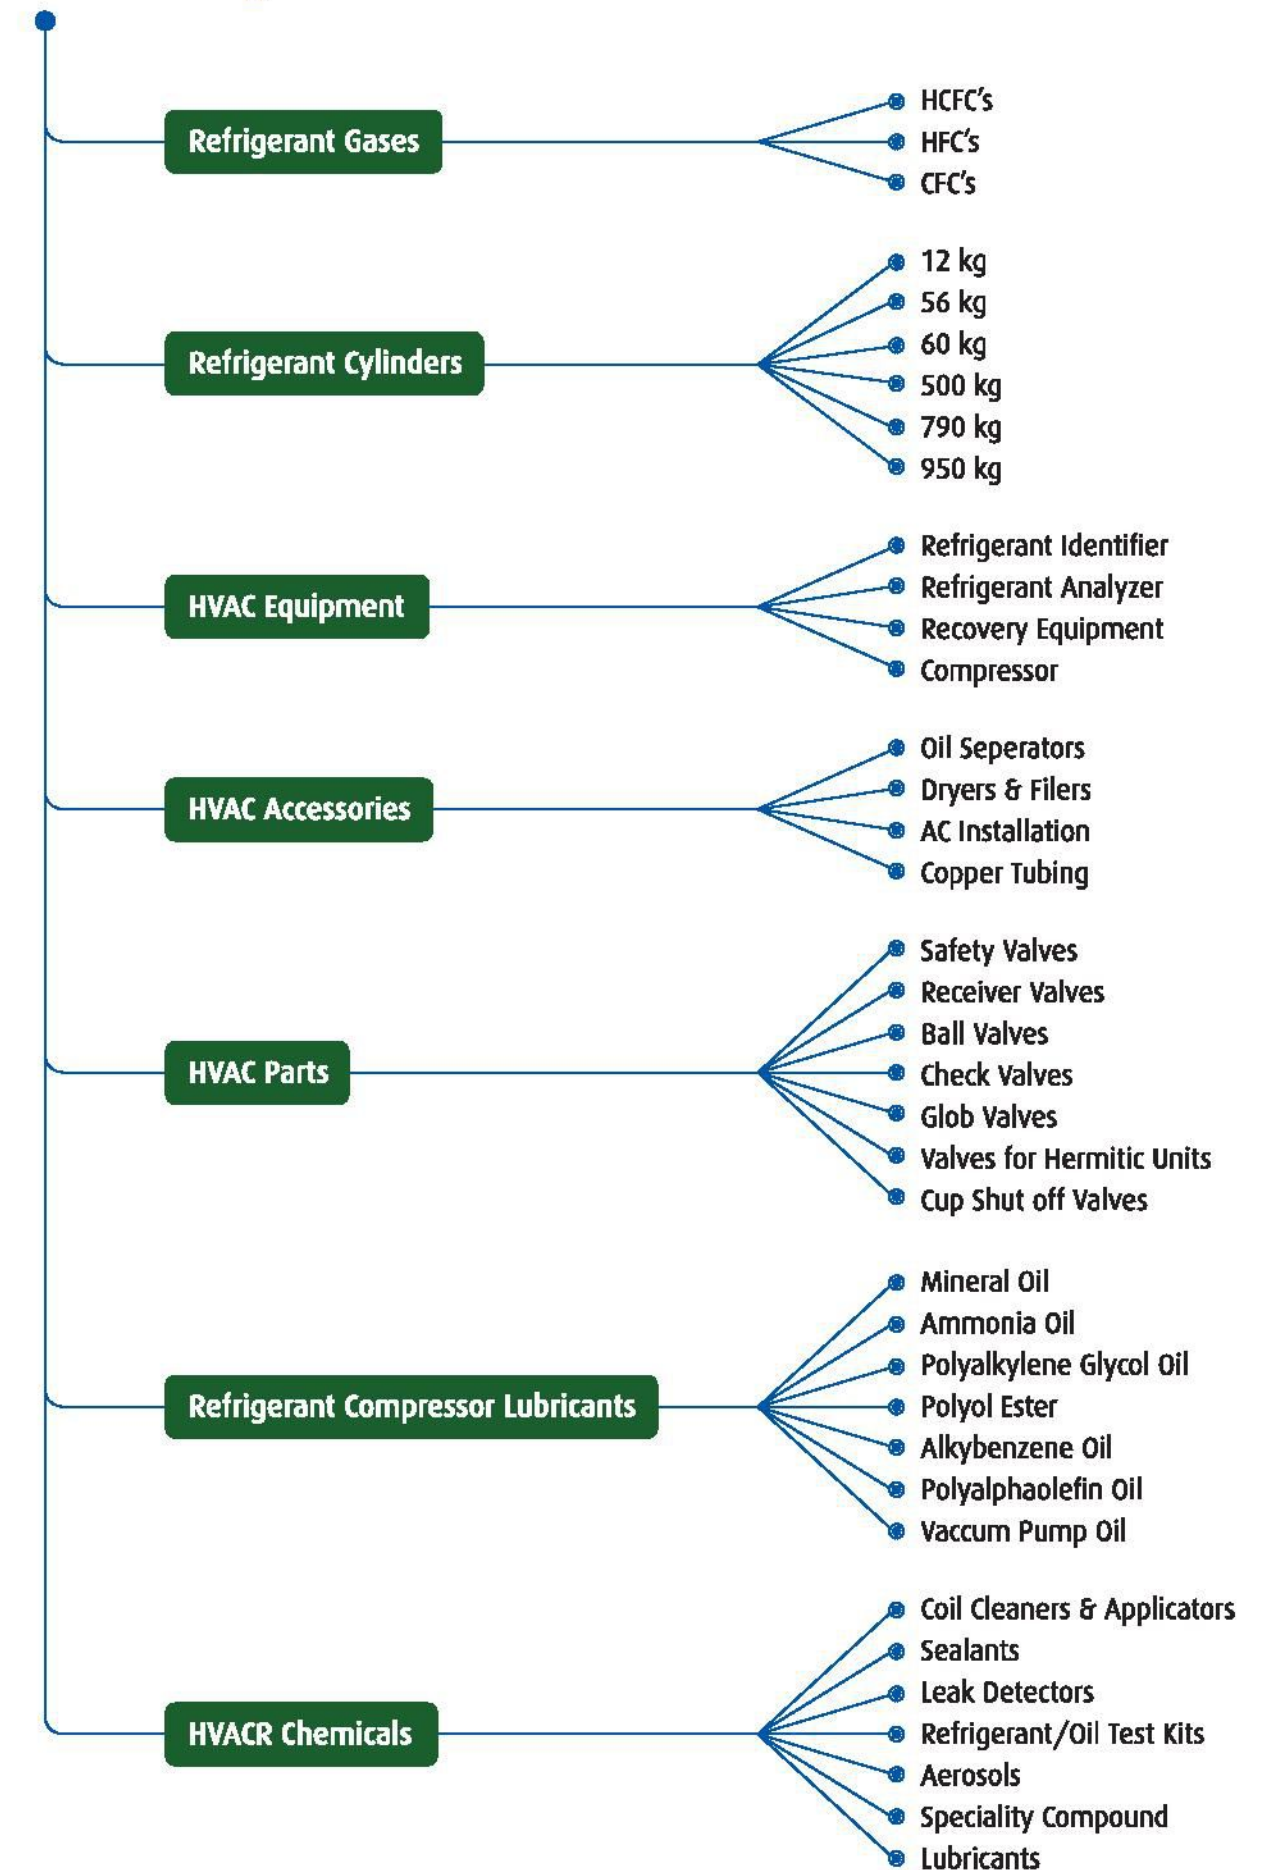 Refrigerant Gases
HCFC's
HFC's
CFC's
Refrigerant Cylinders
12 kg
56 kg
60 kg
500 kg
790 kg
950 kg
HVAC Equipment
Refrigerant Identifier
Refrigerant Analyzer
Recovery Equipment
Compressor
HVAC Accessories
Oil Seperators
Dryers & Filers
AC Installation
Copper Tubing
HVAC Parts
Safety Valves
Receiver Valves
Ball Valves
Check Valves
Glob Valves
Valves for Hermitic Units
Cup Shut off Valves
Refrigerant Compressor Lubricants
Mineral Oil
Ammonia Oil
Polyalkylene Glycol Oil
Polyol Ester
Alkybenzene Oil
Polyalphaolefin Oil
Vaccum Pump Oil
HVACR Chemicals
Coil Cleaners & Applicators
Sealants
Leak Detectors
Refrigerant/Oil Test Kits
Aerosols
Speciality Compound
Lubricants